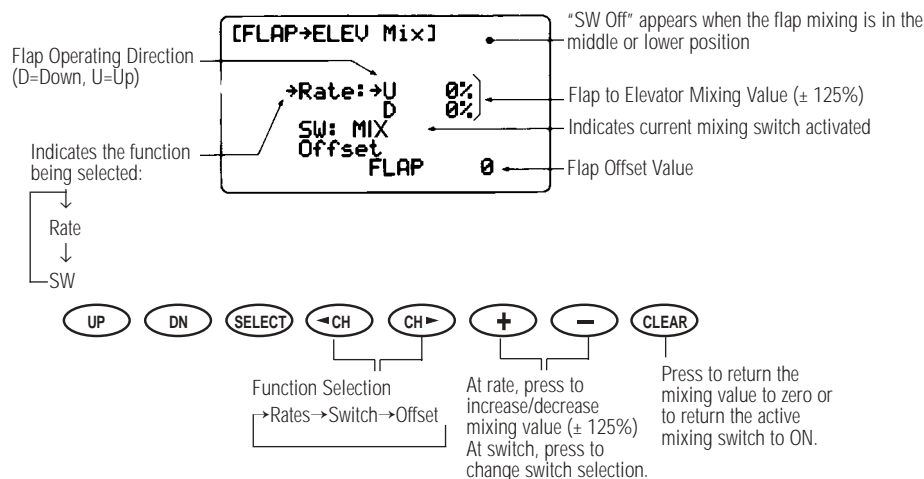 "SW Off" appears when the flap mixing is in the
middle or lower position
[FLAP→ELEV Mix]
Flap Operating Direction
(D=Down, U=Up)
→Rate:→U 0%
D 0%
Flap to Elevator Mixing Value (± 125%)
SW: MIX
Indicates current mixing switch activated
Offset
FLAP 0
Flap Offset Value
Indicates the function
being selected:
↓
Rate
↓
SW
UP DN SELECT ◄CH CH► + − CLEAR
Function Selection
→Rates→Switch→Offset
At rate, press to
increase/decrease
mixing value (± 125%)
At switch, press to
change switch selection.
Press to return the
mixing value to zero or
to return the active
mixing switch to ON.